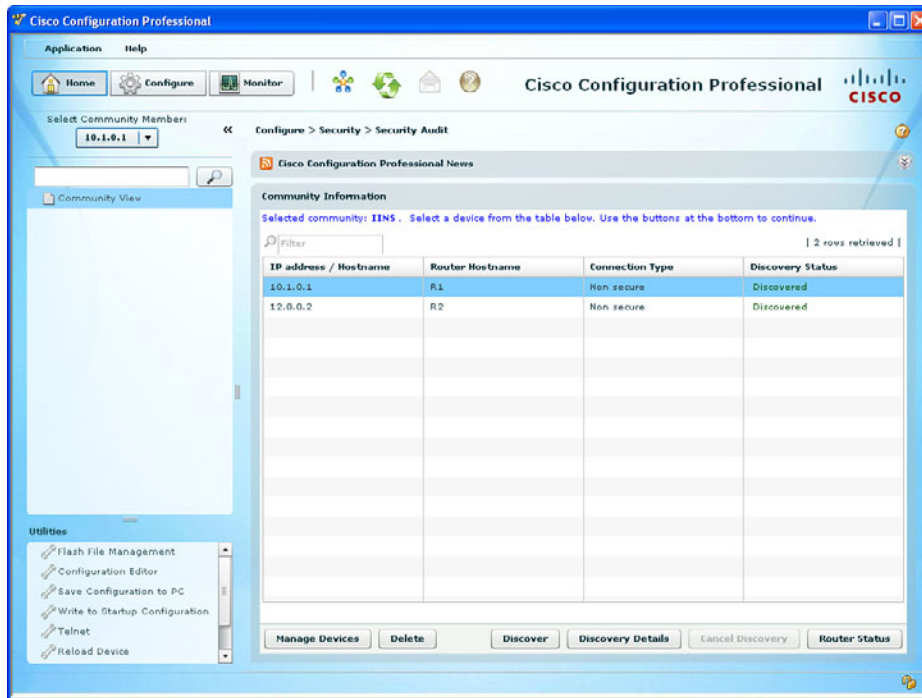 Cisco Configuration Professional
Application Help
Home Configure Monitor Cisco Configuration Professional
CISCO
Select Community Member:
10.1.0.1
Configure > Security > Security Audit
Cisco Configuration Professional News
Community View
Community Information
Selected community: IINS . Select a device from the table below. Use the buttons at the bottom to continue.
Filter
| 2 rows retrieved |
IP address / Hostname Router Hostname Connection Type Discovery Status
10.1.0.1 R1 Non secure Discovered
12.0.0.2 R2 Non secure Discovered
Utilities
Flash File Management
Configuration Editor
Save Configuration to PC
Write to Startup Configuration
Telnet
Reload Device
Manage Devices Delete Discover Discovery Details Cancel Discovery Router Status